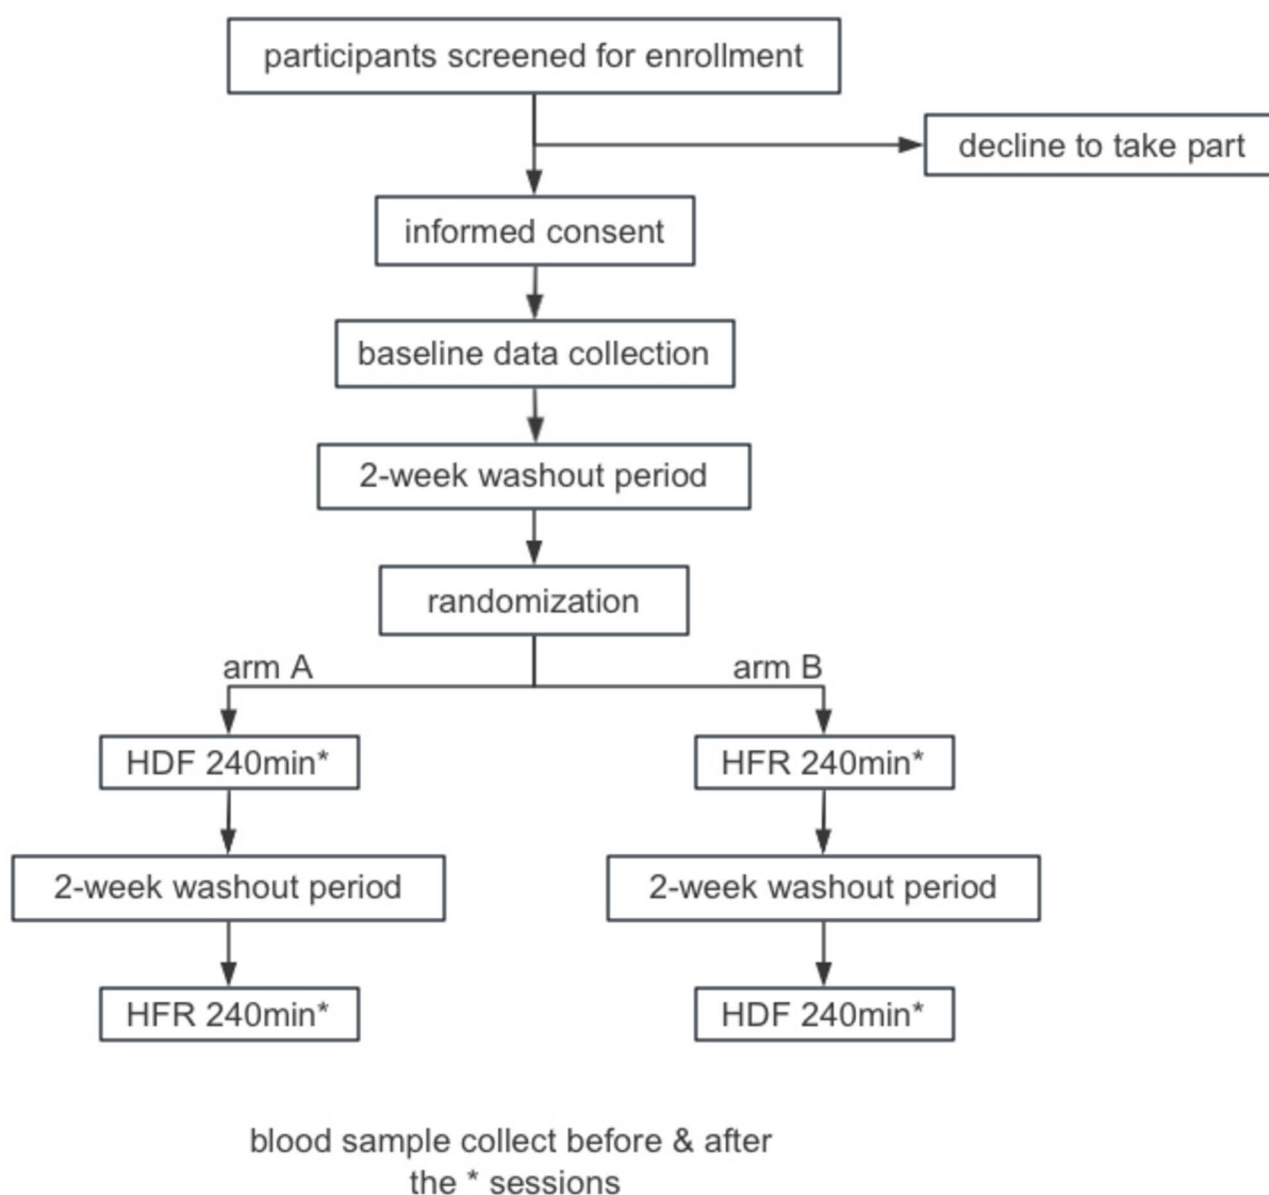 participants screened for enrollment
decline to take part
informed consent
baseline data collection
2-week washout period
randomization
arm A
arm B
HDF 240min*
HFR 240min*
2-week washout period
2-week washout period
HFR 240min*
HDF 240min*
blood sample collect before & after
the * sessions